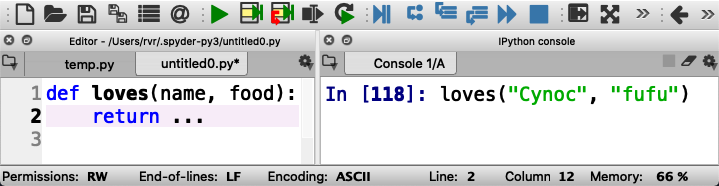 Editor - /Users/rvr/.spyder-py3/untitled0.py
temp.py untitled0.py*
1 def loves(name, food):
2     return ...
3
IPython console
Console 1/A
In [118]: loves("Cynoc", "fufu")
Permissions: RW End-of-lines: LF Encoding: ASCII Line: 2 Column 12 Memory: 66 %